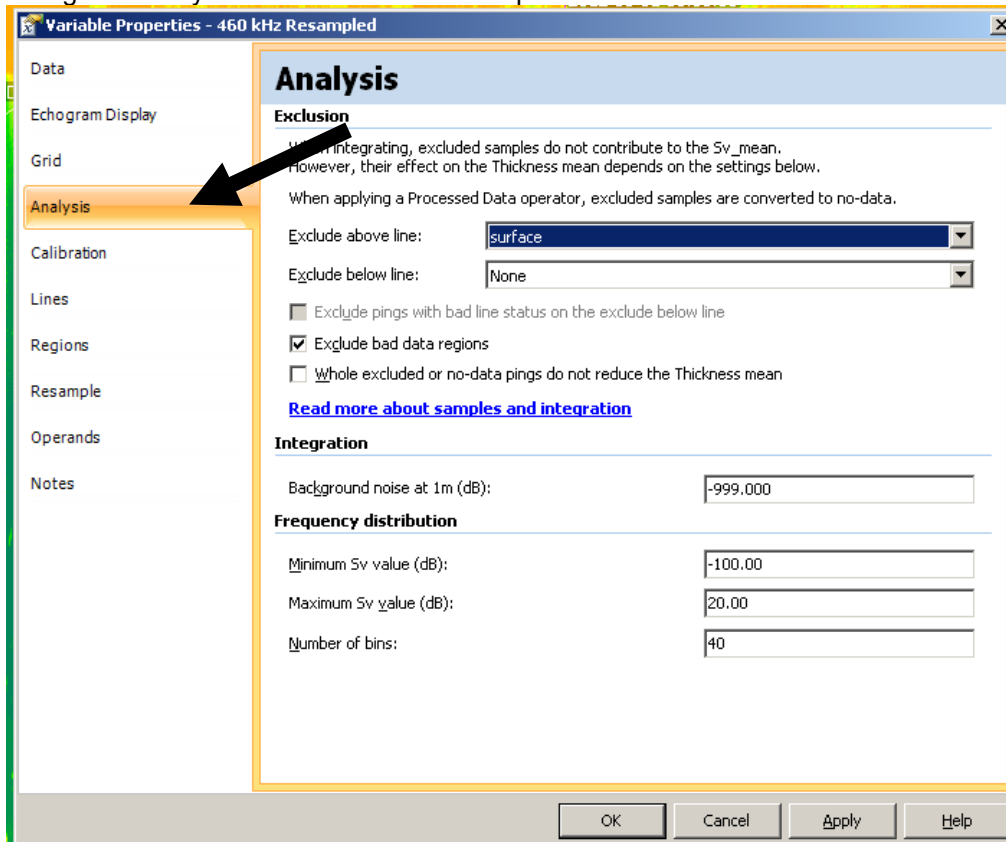 Variable Properties - 460 kHz Resampled
Data
Echogram Display
Grid
Analysis
Calibration
Lines
Regions
Resample
Operands
Notes
Analysis
Exclusion
integrating, excluded samples do not contribute to the Sv_mean.
However, their effect on the Thickness mean depends on the settings below.
When applying a Processed Data operator, excluded samples are converted to no-data.
Exclude above line: surface
Exclude below line: None
Exclude pings with bad line status on the exclude below line
Exclude bad data regions
Whole excluded or no-data pings do not reduce the Thickness mean
Read more about samples and integration
Integration
Background noise at 1m (dB): -999.000
Frequency distribution
Minimum Sv value (dB): -100.00
Maximum Sv value (dB): 20.00
Number of bins: 40
OK Cancel Apply Help